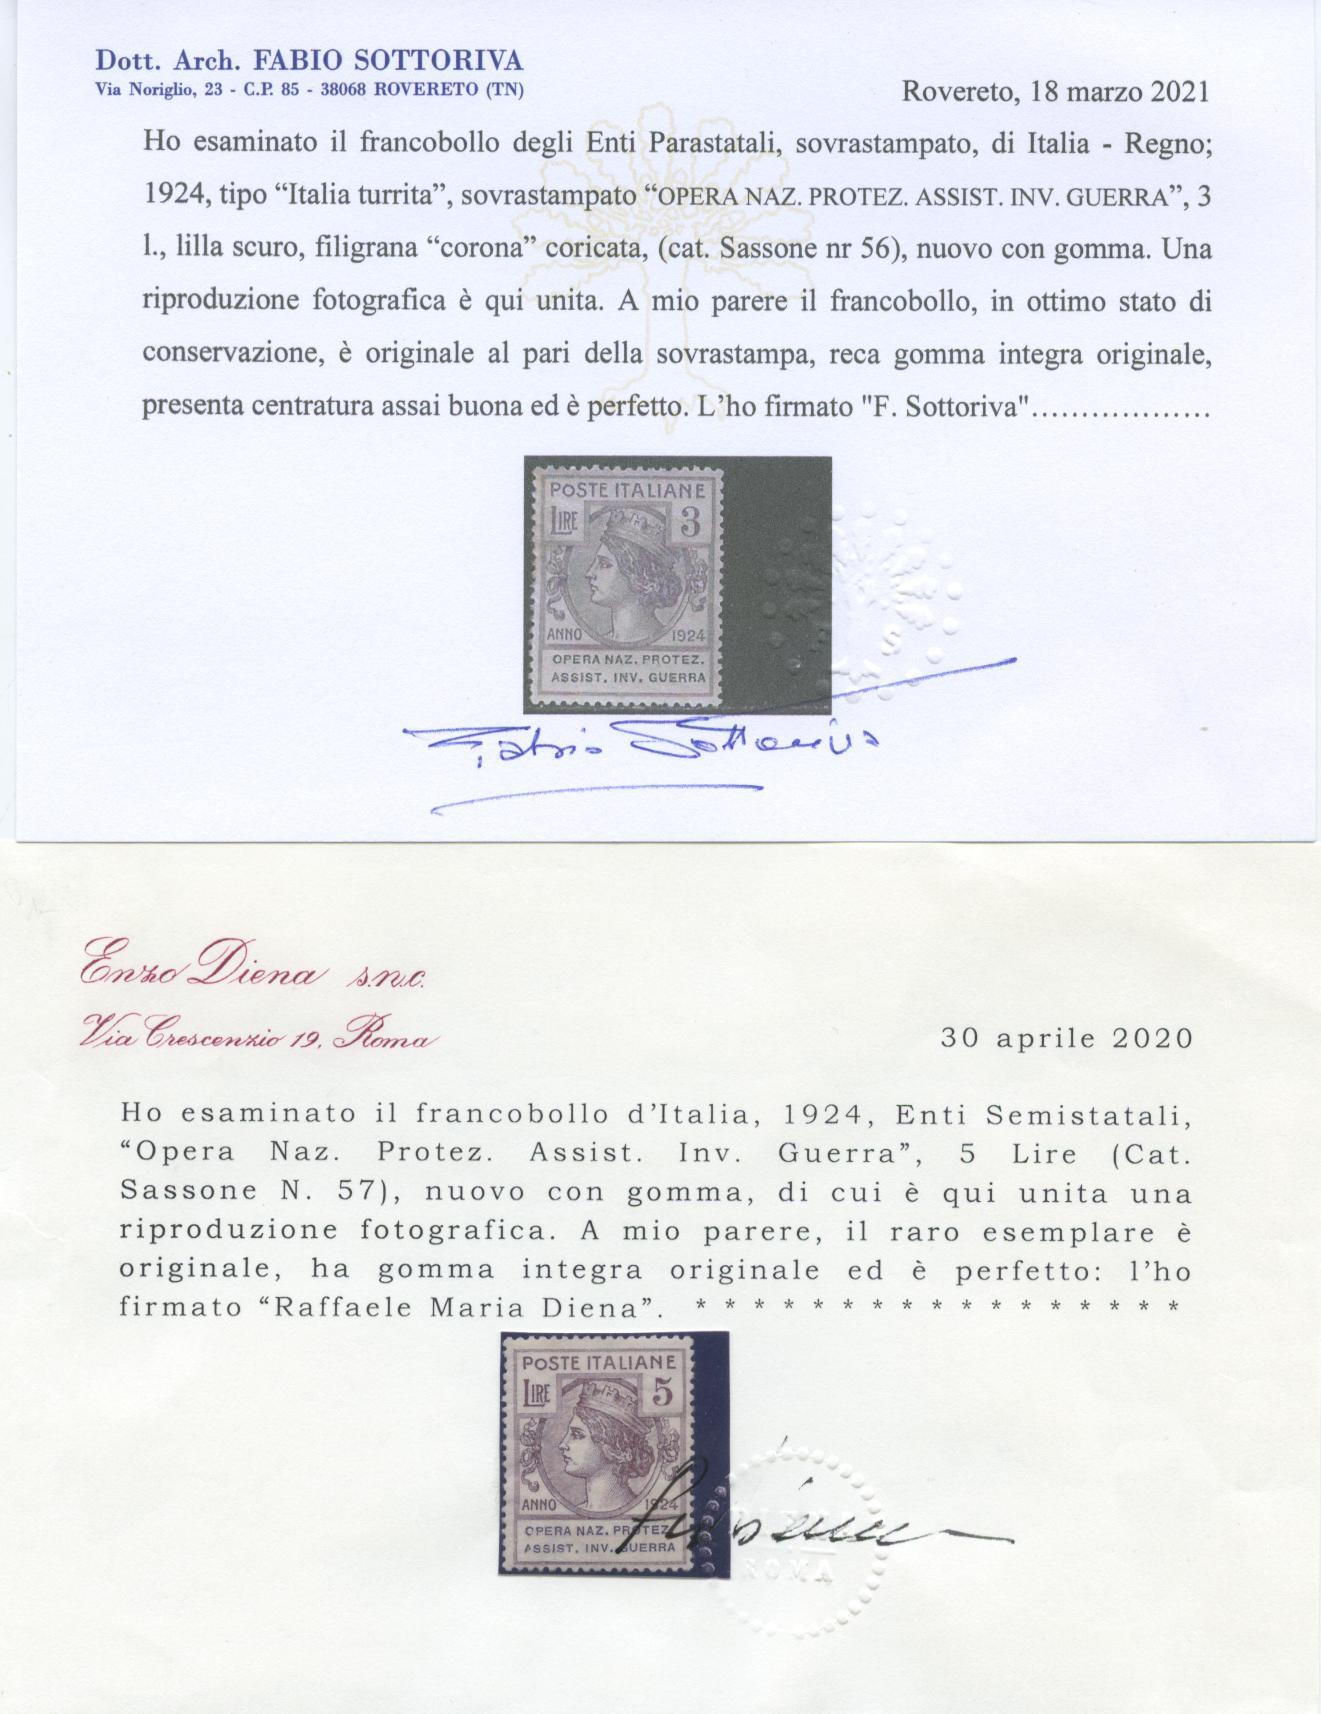 Dott. Arch. FABIO SOTTORIVA
Via Noriglio, 23 - C.P. 85 - 38068 ROVERETO (TN)
Rovereto, 18 marzo 2021
Ho esaminato il francobollo degli Enti Parastatali, sovrastampato, di Italia - Regno;
1924, tipo “Italia turrita”, sovrastampato “OPERA NAZ. PROTEZ. ASSIST. INV. GUERRA”, 3
l., lilla scuro, filigrana “corona” coricata, (cat. Sassone nr 56), nuovo con gomma. Una
riproduzione fotografica è qui unita. A mio parere il francobollo, in ottimo stato di
conservazione, è originale al pari della sovrastampa, reca gomma integra originale,
presenta centratura assai buona ed è perfetto. L’ho firmato "F. Sottoriva"..................
POSTE ITALIANE
LIRE 3
ANNO 1924
OPERA NAZ. PROTEZ.
ASSIST. INV. GUERRA
Fabio Sottoriva
Enzo Diena s.n.c.
Via Crescenzio 19, Roma
30 aprile 2020
Ho esaminato il francobollo d’Italia, 1924, Enti Semistatali,
“Opera Naz. Protez. Assist. Inv. Guerra”, 5 Lire (Cat.
Sassone N. 57), nuovo con gomma, di cui è qui unita una
riproduzione fotografica. A mio parere, il raro esemplare è
originale, ha gomma integra originale ed è perfetto: l’ho
firmato “Raffaele Maria Diena”. * * * * * * * * * * * * * * * * *
POSTE ITALIANE
LIRE 5
ANNO 1924
OPERA NAZ. PROTEZ.
ASSIST. INV. GUERRA